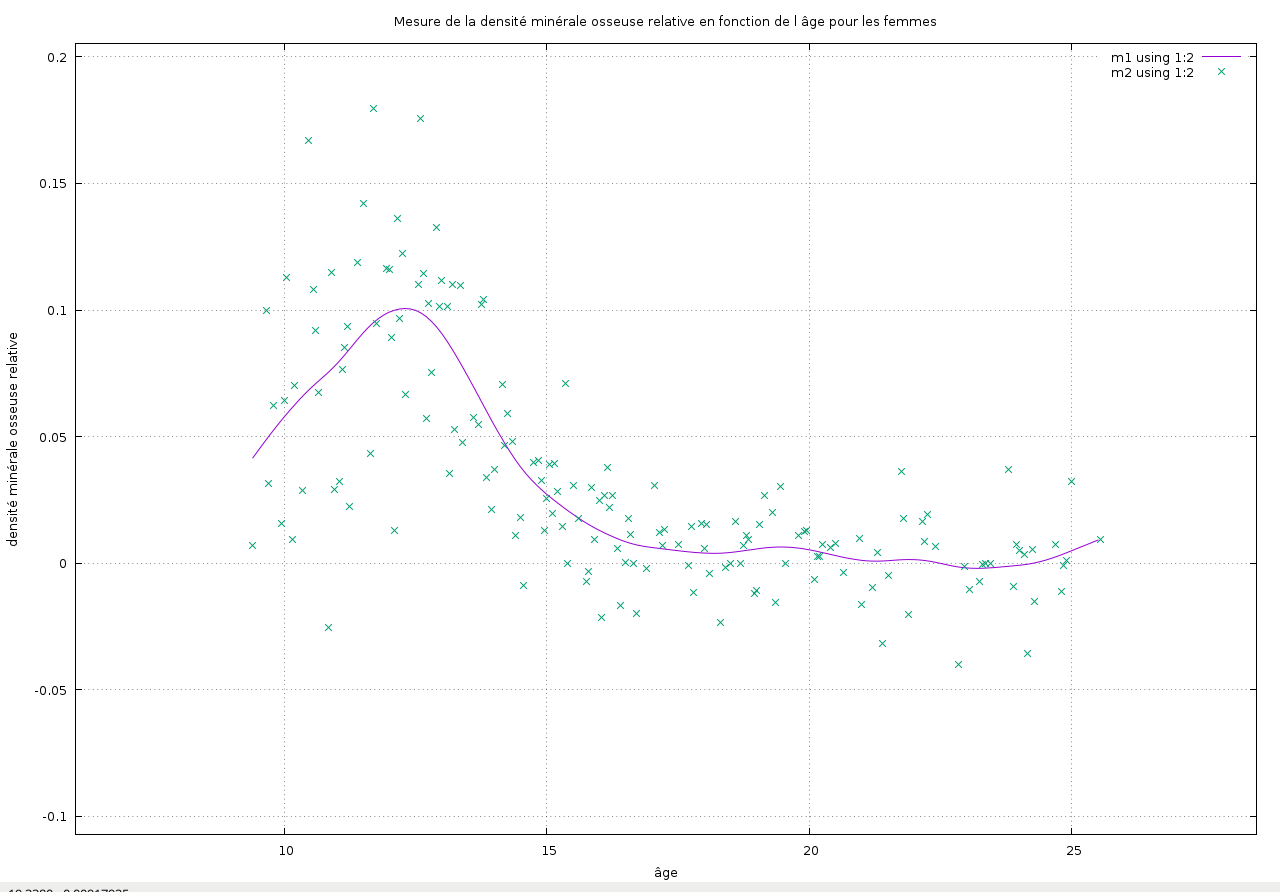 Mesure de la densité minérale osseuse relative en fonction de l âge pour les femmes
m1 using 1:2
m2 using 1:2
densité minérale osseuse relative
0.2
0.15
0.1
0.05
0
-0.05
-0.1
10 15 20 25
âge